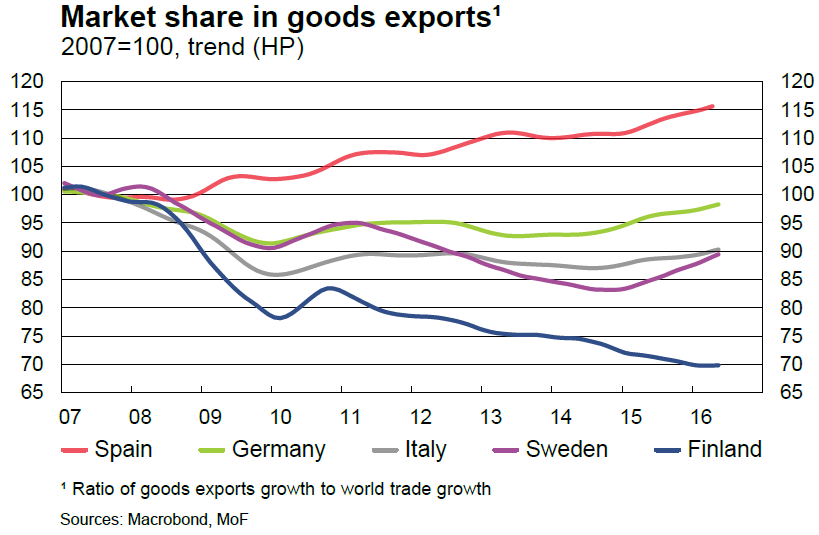 Market share in goods exports¹
2007=100, trend (HP)
120 120
115 115
110 110
105 105
100 100
95 95
90 90
85 85
80 80
75 75
70 70
65 65
07 08 09 10 11 12 13 14 15 16
Spain Germany Italy Sweden Finland
¹ Ratio of goods exports growth to world trade growth
Sources: Macrobond, MoF